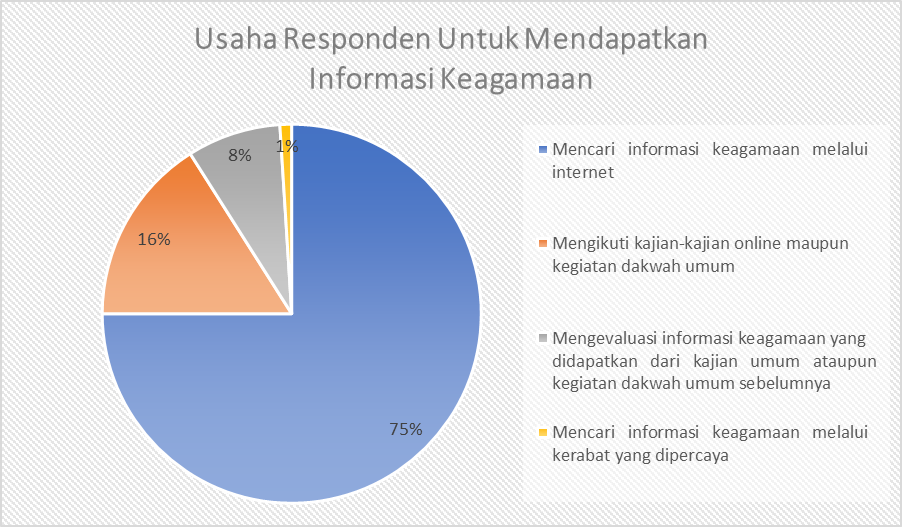 Usaha Responden Untuk Mendapatkan
Informasi Keagamaan
1%
8%
16%
75%
Mencari informasi keagamaan melalui
internet
Mengikuti kajian-kajian online maupun
kegiatan dakwah umum
Mengevaluasi informasi keagamaan yang
didapatkan dari kajian umum ataupun
kegiatan dakwah umum sebelumnya
Mencari informasi keagamaan melalui
kerabat yang dipercaya